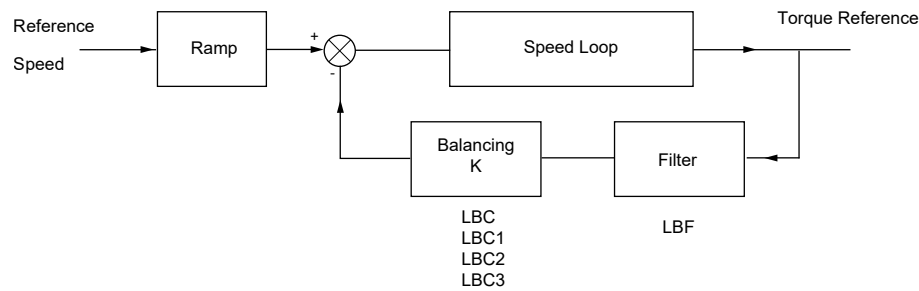 Reference
Speed
Ramp
+
-
Speed Loop
Torque Reference
Balancing
K
Filter
LBC
LBC1
LBC2
LBC3
LBF